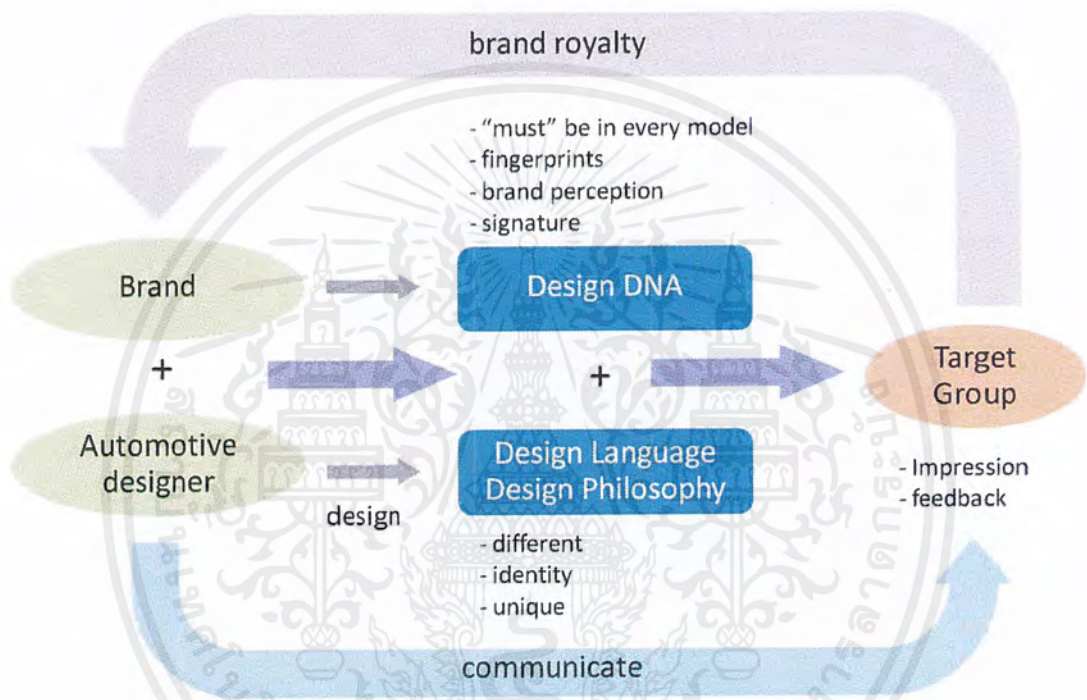 brand royalty
- “must” be in every model
- fingerprints
- brand perception
- signature
Brand
Design DNA
+
+
Target
Group
Automotive
designer
Design Language
Design Philosophy
- Impression
- feedback
design
- different
- identity
- unique
communicate